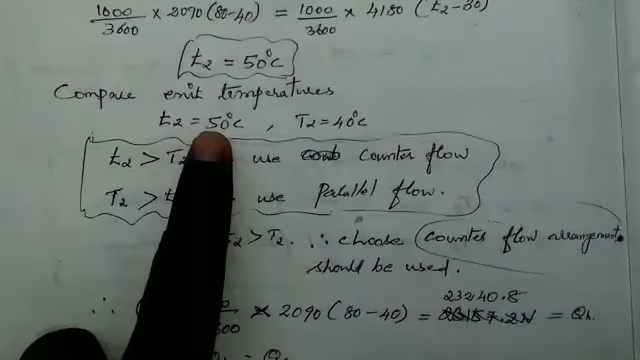 1000/3600 × 2090 (80-40) = 1000/3600 × 4180 (t2-30)
t2 = 50°c
Compare exit temperatures
t2 = 50°c , T2 = 40°c
t2 > T2 use counter flow
T2 > use parallel flow.
t2 > T2. ∴ choose counter flow arrangement
should be used.
23240.8
∴ × 2090 (80-40) = = Qh.